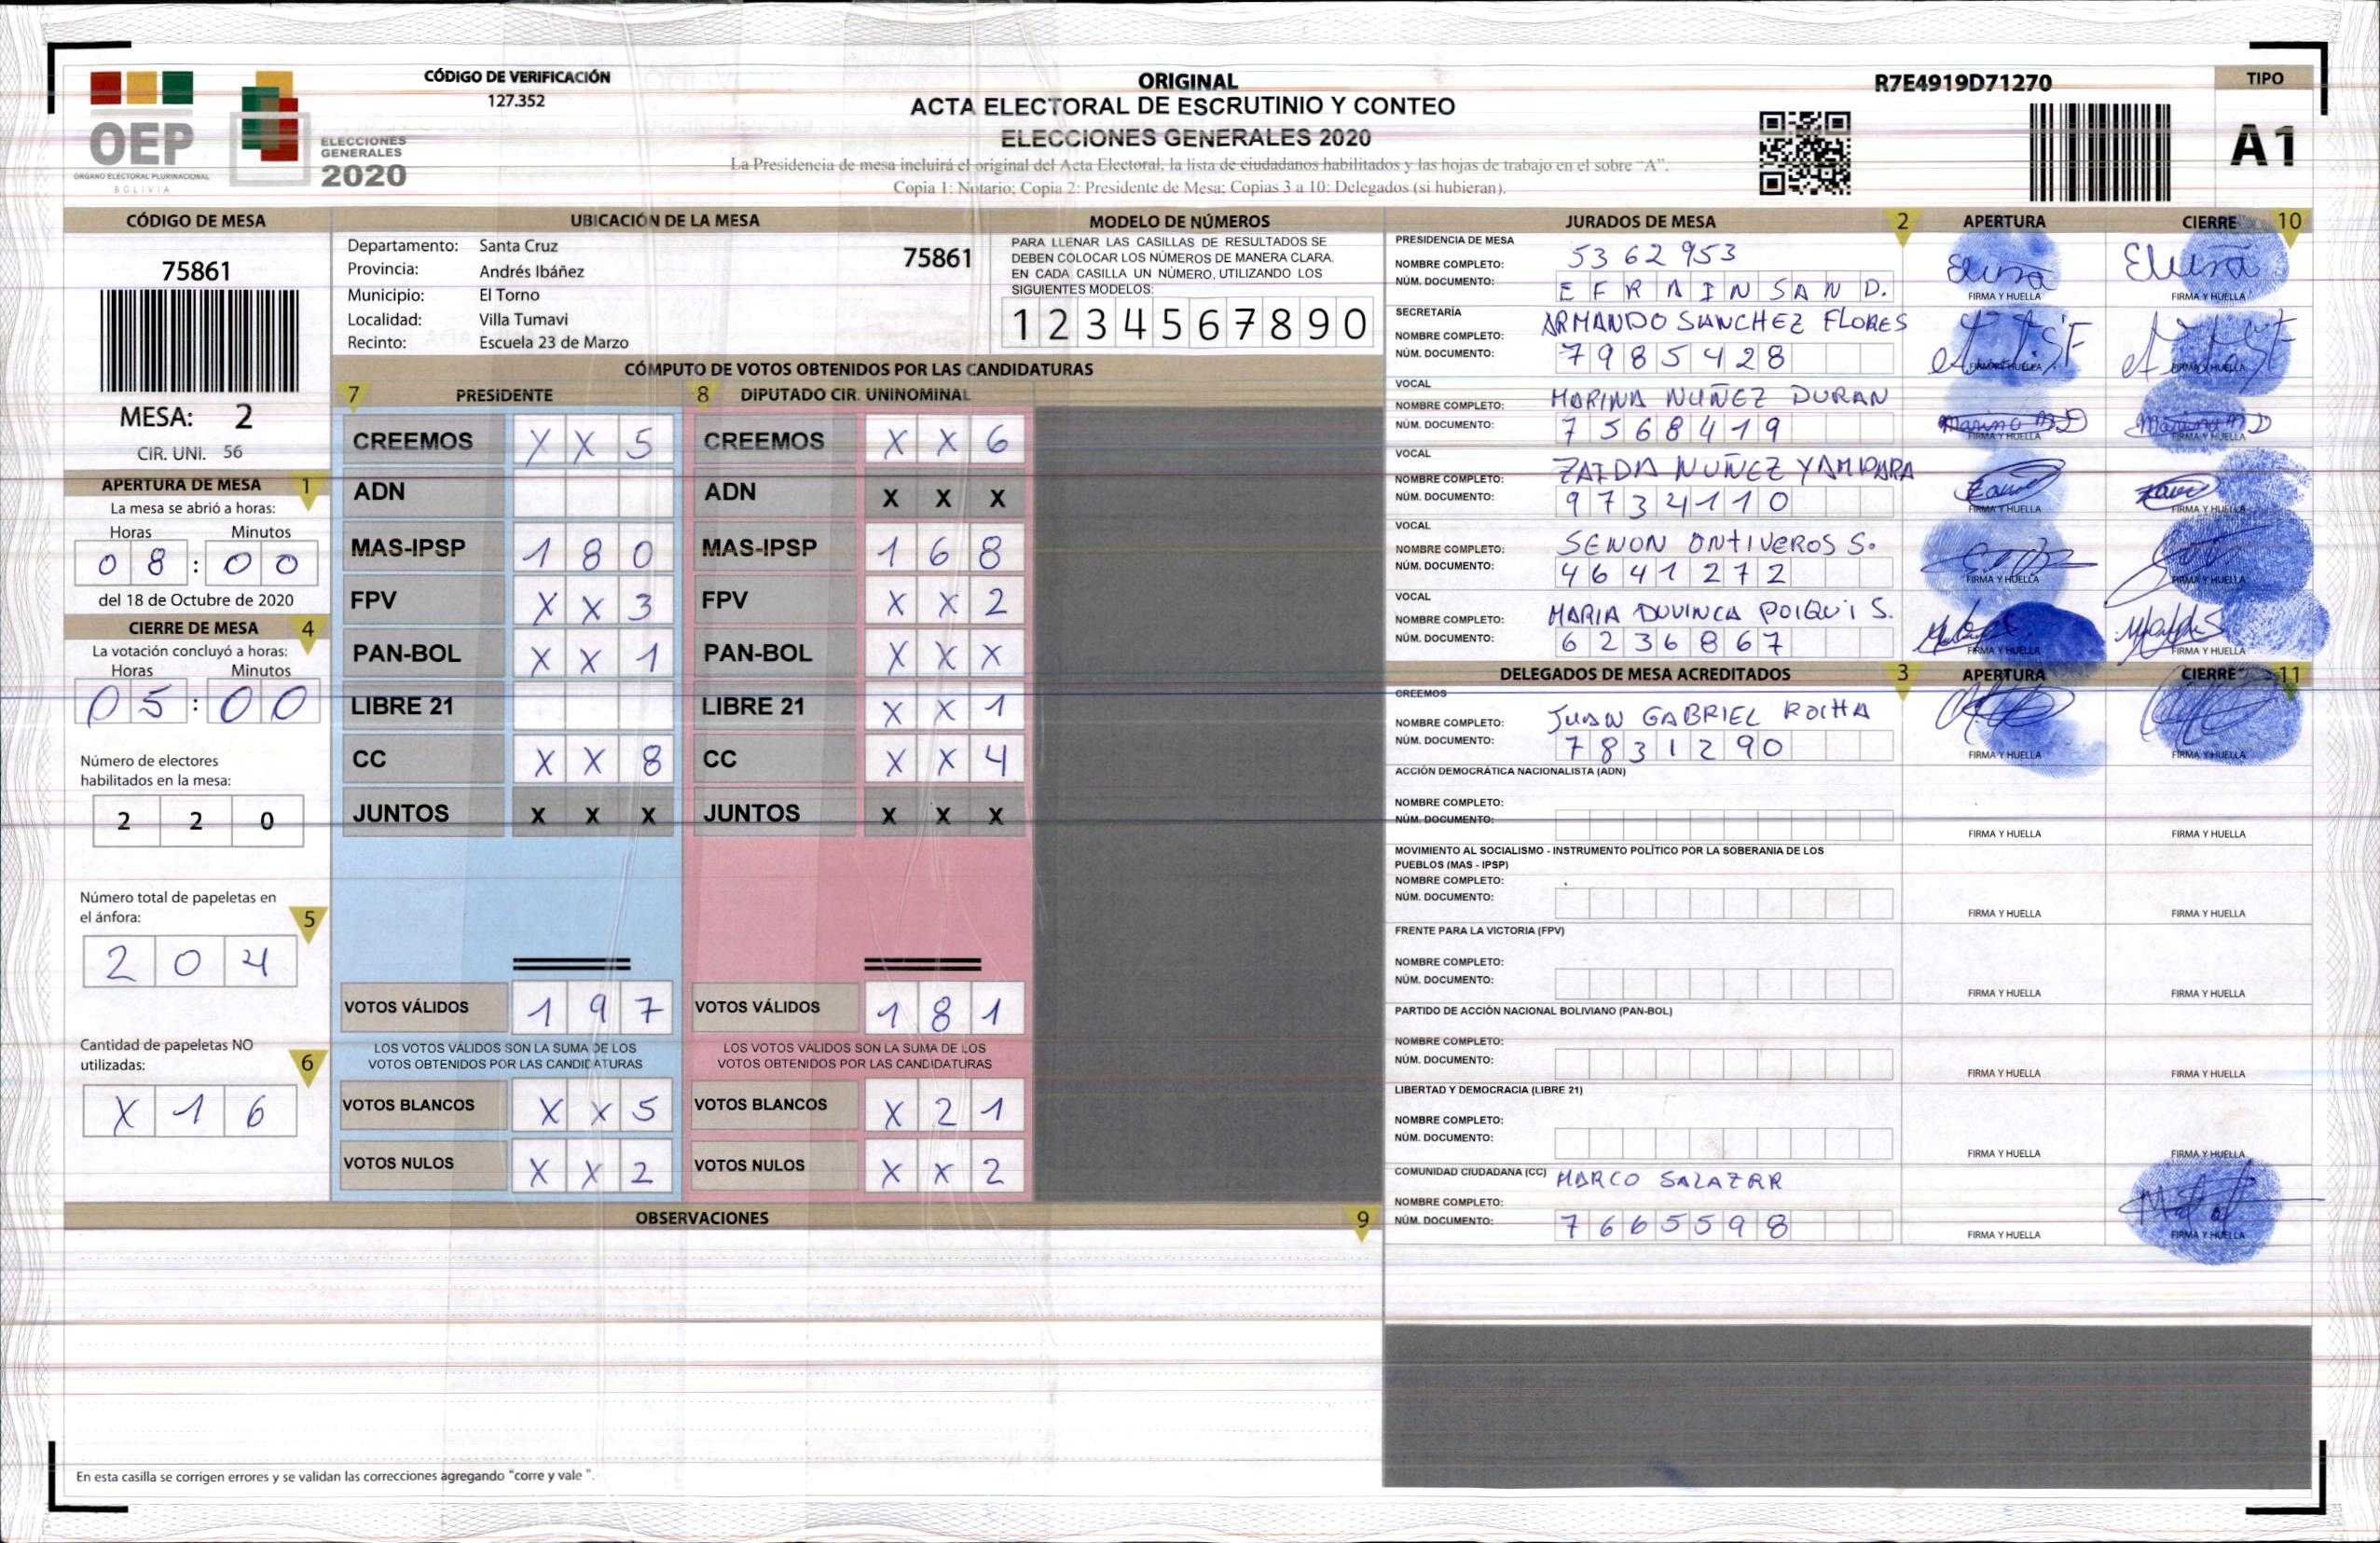 CÓDIGO DE VERIFICACIÓN
127.352
OEP
ÓRGANO ELECTORAL PLURINACIONAL
BOLIVIA
ELECCIONES
GENERALES
2020
ORIGINAL
ACTA ELECTORAL DE ESCRUTINIO Y CONTEO
ELECCIONES GENERALES 2020
La Presidencia de mesa incluirá el original del Acta Electoral, la lista de ciudadanos habilitados y las hojas de trabajo en el sobre "A".
Copia 1: Notario; Copia 2: Presidente de Mesa; Copias 3 a 10: Delegados (si hubieran).
R7E4919D71270
TIPO
A1
CÓDIGO DE MESA
75861
MESA: 2
CIR. UNI. 56
APERTURA DE MESA 1
La mesa se abrió a horas:
Horas Minutos
08:00
del 18 de Octubre de 2020
CIERRE DE MESA 4
La votación concluyó a horas:
Horas Minutos
05:00
Número de electores
habilitados en la mesa:
2 2 0
Número total de papeletas en
el ánfora: 5
2 0 4
Cantidad de papeletas NO
utilizadas: 6
X 1 6
UBICACIÓN DE LA MESA
Departamento: Santa Cruz
75861
Provincia: Andrés Ibáñez
Municipio: El Torno
Localidad: Villa Tumavi
Recinto: Escuela 23 de Marzo
MODELO DE NÚMEROS
PARA LLENAR LAS CASILLAS DE RESULTADOS SE
DEBEN COLOCAR LOS NÚMEROS DE MANERA CLARA.
EN CADA CASILLA UN NÚMERO, UTILIZANDO LOS
SIGUIENTES MODELOS:
1 2 3 4 5 6 7 8 9 0
CÓMPUTO DE VOTOS OBTENIDOS POR LAS CANDIDATURAS
7 PRESIDENTE 8 DIPUTADO CIR. UNINOMINAL
CREEMOS X X 5 CREEMOS X X 6
ADN ADN X X X
MAS-IPSP 1 8 0 MAS-IPSP 1 6 8
FPV X X 3 FPV X X 2
PAN-BOL X X 1 PAN-BOL X X X
LIBRE 21 LIBRE 21 X X 1
CC X X 8 CC X X 4
JUNTOS X X X JUNTOS X X X
VOTOS VÁLIDOS 1 9 7 VOTOS VÁLIDOS 1 8 1
LOS VOTOS VÁLIDOS SON LA SUMA DE LOS LOS VOTOS VÁLIDOS SON LA SUMA DE LOS
VOTOS OBTENIDOS POR LAS CANDIDATURAS VOTOS OBTENIDOS POR LAS CANDIDATURAS
VOTOS BLANCOS X X 5 VOTOS BLANCOS X 2 1
VOTOS NULOS X X 2 VOTOS NULOS X X 2
OBSERVACIONES 9
En esta casilla se corrigen errores y se validan las correcciones agregando "corre y vale ".
JURADOS DE MESA 2 APERTURA CIERRE 10
PRESIDENCIA DE MESA
NOMBRE COMPLETO: 5362953
NÚM. DOCUMENTO: EFRAIN SAND.
FIRMA Y HUELLA FIRMA Y HUELLA
SECRETARÍA
NOMBRE COMPLETO: ARMANDO SANCHEZ FLORES
NÚM. DOCUMENTO: 7985428
FIRMA Y HUELLA FIRMA Y HUELLA
VOCAL
NOMBRE COMPLETO: MARINA NUÑEZ DURAN
NÚM. DOCUMENTO: 7568419
FIRMA Y HUELLA FIRMA Y HUELLA
VOCAL
NOMBRE COMPLETO: ZAIDA NUÑEZ YAMPARA
NÚM. DOCUMENTO: 9734110
FIRMA Y HUELLA FIRMA Y HUELLA
VOCAL
NOMBRE COMPLETO: SENON ONTIVEROS S.
NÚM. DOCUMENTO: 4641272
FIRMA Y HUELLA FIRMA Y HUELLA
VOCAL
NOMBRE COMPLETO: MARIA DUVINCA POIQUI S.
NÚM. DOCUMENTO: 6236867
FIRMA Y HUELLA FIRMA Y HUELLA
DELEGADOS DE MESA ACREDITADOS 3 APERTURA CIERRE 11
CREEMOS
NOMBRE COMPLETO: JUAN GABRIEL ROCHA
NÚM. DOCUMENTO: 7831290
FIRMA Y HUELLA FIRMA Y HUELLA
ACCIÓN DEMOCRÁTICA NACIONALISTA (ADN)
NOMBRE COMPLETO:
NÚM. DOCUMENTO:
FIRMA Y HUELLA FIRMA Y HUELLA
MOVIMIENTO AL SOCIALISMO - INSTRUMENTO POLÍTICO POR LA SOBERANIA DE LOS
PUEBLOS (MAS - IPSP)
NOMBRE COMPLETO:
NÚM. DOCUMENTO:
FIRMA Y HUELLA FIRMA Y HUELLA
FRENTE PARA LA VICTORIA (FPV)
NOMBRE COMPLETO:
NÚM. DOCUMENTO:
FIRMA Y HUELLA FIRMA Y HUELLA
PARTIDO DE ACCIÓN NACIONAL BOLIVIANO (PAN-BOL)
NOMBRE COMPLETO:
NÚM. DOCUMENTO:
FIRMA Y HUELLA FIRMA Y HUELLA
LIBERTAD Y DEMOCRACIA (LIBRE 21)
NOMBRE COMPLETO:
NÚM. DOCUMENTO:
FIRMA Y HUELLA FIRMA Y HUELLA
COMUNIDAD CIUDADANA (CC) MARCO SALAZAR
NOMBRE COMPLETO:
NÚM. DOCUMENTO: 7665598
FIRMA Y HUELLA FIRMA Y HUELLA